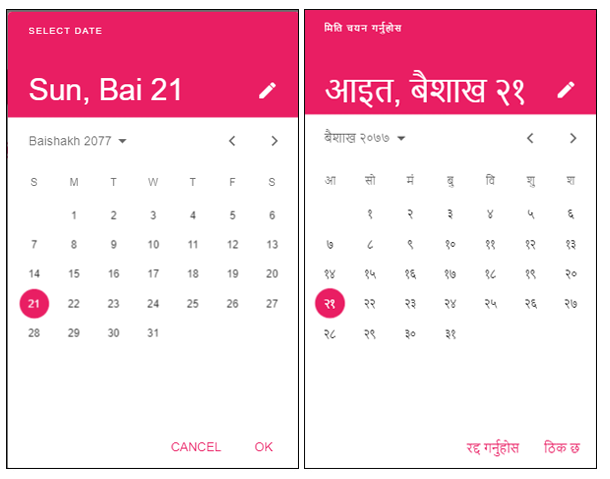 SELECT DATE
Sun, Bai 21
Baishakh 2077
S M T W T F S
1 2 3 4 5 6
7 8 9 10 11 12 13
14 15 16 17 18 19 20
21 22 23 24 25 26 27
28 29 30 31
CANCEL OK
मिति चयन गर्नुहोस
आइत, बैशाख २१
बैशाख २०७७
आ सो मं बु वि शु श
१ २ ३ ४ ५ ६
७ ८ ९ १० ११ १२ १३
१४ १५ १६ १७ १८ १९ २०
२१ २२ २३ २४ २५ २६ २७
२८ २९ ३० ३१
रद्द गर्नुहोस ठिक छ